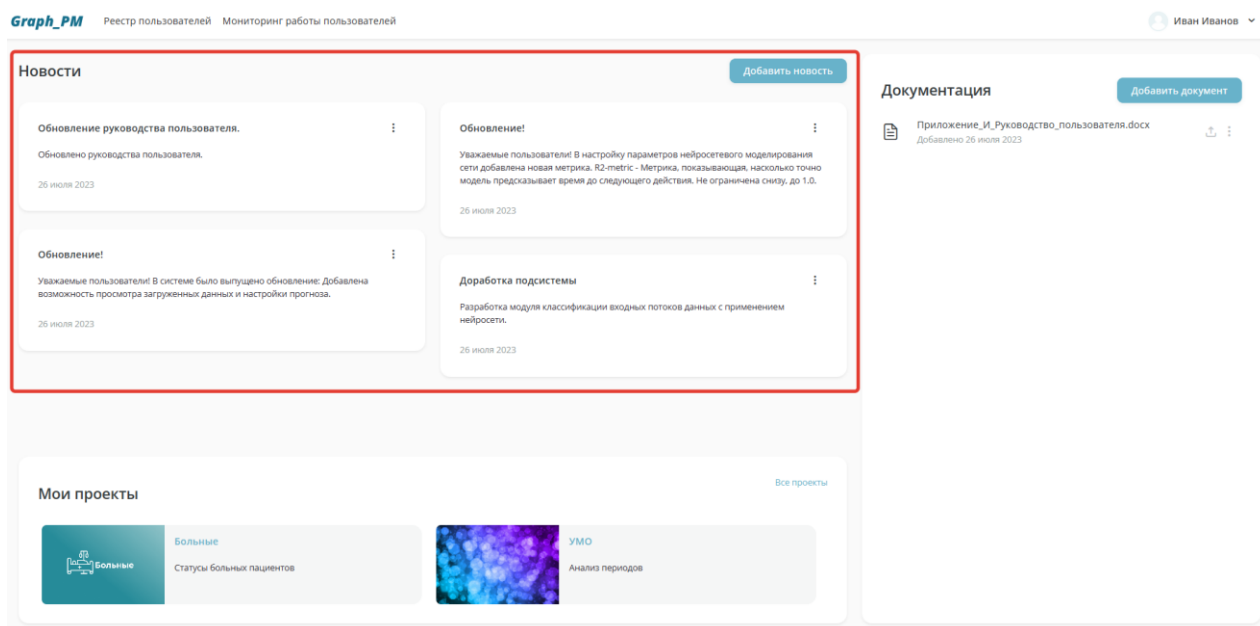 Graph_PM
Реестр пользователей Мониторинг работы пользователей
Иван Иванов
Новости
Добавить новость
Обновление руководства пользователя.
Обновлено руководства пользователя.
26 июля 2023
Обновление!
Уважаемые пользователи! В настройку параметров нейросетевого моделирования
сети добавлена новая метрика. R2-metric - Метрика, показывающая, насколько точно
модель предсказывает время до следующего действия. Не ограничена снизу, до 1.0.
26 июля 2023
Обновление!
Уважаемые пользователи! В системе было выпущено обновление: Добавлена
возможность просмотра загруженных данных и настройки прогноза.
26 июля 2023
Доработка подсистемы
Разработка модуля классификации входных потоков данных с применением
нейросети.
26 июля 2023
Документация
Добавить документ
Приложение_И_Руководство_пользователя.docx
Добавлено 26 июля 2023
Мои проекты
Все проекты
Больные
Больные
Статусы больных пациентов
УМО
Анализ периодов